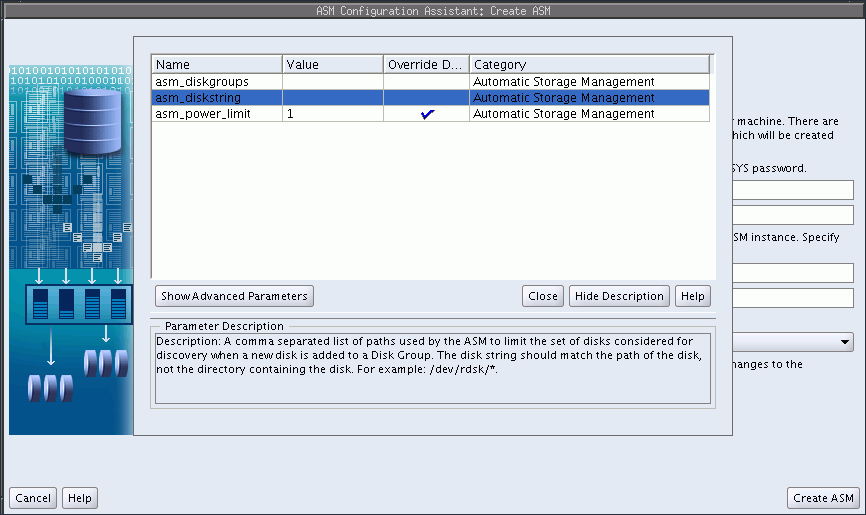 ASM Configuration Assistant: Create ASM
Name Value Override D... Category
asm_diskgroups Automatic Storage Management
asm_diskstring Automatic Storage Management
asm_power_limit 1 Automatic Storage Management
machine. There are
hich will be created
SYS password.
SM instance. Specify
hanges to the
Show Advanced Parameters Close Hide Description Help
Parameter Description
Description: A comma separated list of paths used by the ASM to limit the set of disks considered for
discovery when a new disk is added to a Disk Group. The disk string should match the path of the disk,
not the directory containing the disk. For example: /dev/rdsk/*.
Cancel Help Create ASM